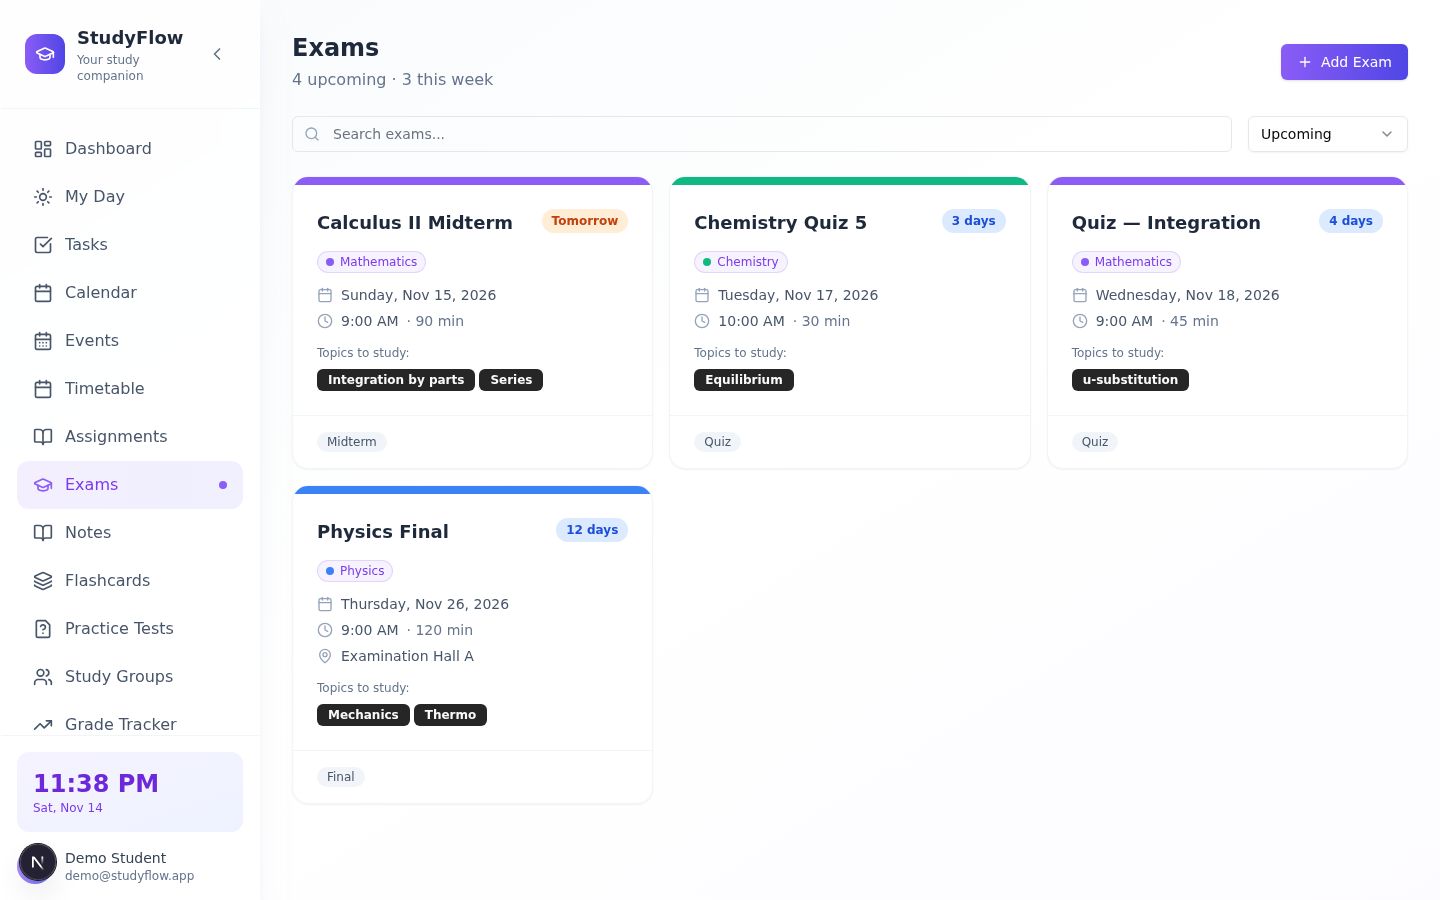 StudyFlow
Your study
companion
Dashboard
My Day
Tasks
Calendar
Events
Timetable
Assignments
Exams
Notes
Flashcards
Practice Tests
Study Groups
Grade Tracker
11:38 PM
Sat, Nov 14
N
Demo Student
demo@studyflow.app
Exams
4 upcoming · 3 this week
Add Exam
Search exams...
Upcoming
Calculus II Midterm
Tomorrow
Mathematics
Sunday, Nov 15, 2026
9:00 AM · 90 min
Topics to study:
Integration by parts Series
Midterm
Chemistry Quiz 5
3 days
Chemistry
Tuesday, Nov 17, 2026
10:00 AM · 30 min
Topics to study:
Equilibrium
Quiz
Quiz — Integration
4 days
Mathematics
Wednesday, Nov 18, 2026
9:00 AM · 45 min
Topics to study:
u-substitution
Quiz
Physics Final
12 days
Physics
Thursday, Nov 26, 2026
9:00 AM · 120 min
Examination Hall A
Topics to study:
Mechanics Thermo
Final